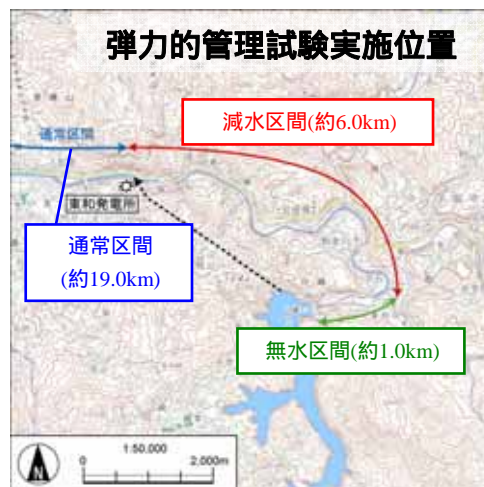 弾力的管理試験実施位置
減水区間(約6.0km)
通常区間
東和発電所
通常区間
(約19.0km)
無水区間(約1.0km)
1:50,000
0
2,000m
N